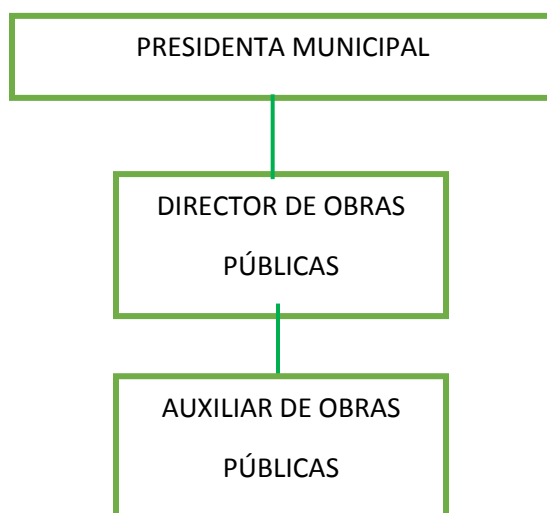 PRESIDENTA MUNICIPAL
DIRECTOR DE OBRAS
PÚBLICAS
AUXILIAR DE OBRAS
PÚBLICAS